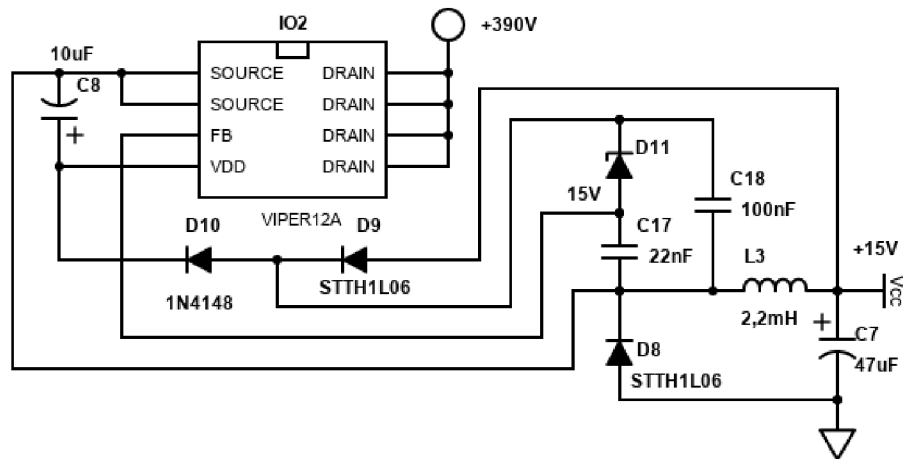 IO2
+390V
10uF
C8
+
SOURCE DRAIN
SOURCE DRAIN
FB DRAIN
VDD DRAIN
VIPER12A
D11
15V
C18
100nF
C17
22nF
D10
D9
1N4148
STTH1L06
L3
2,2mH
+15V
Vcc
+
C7
47uF
D8
STTH1L06